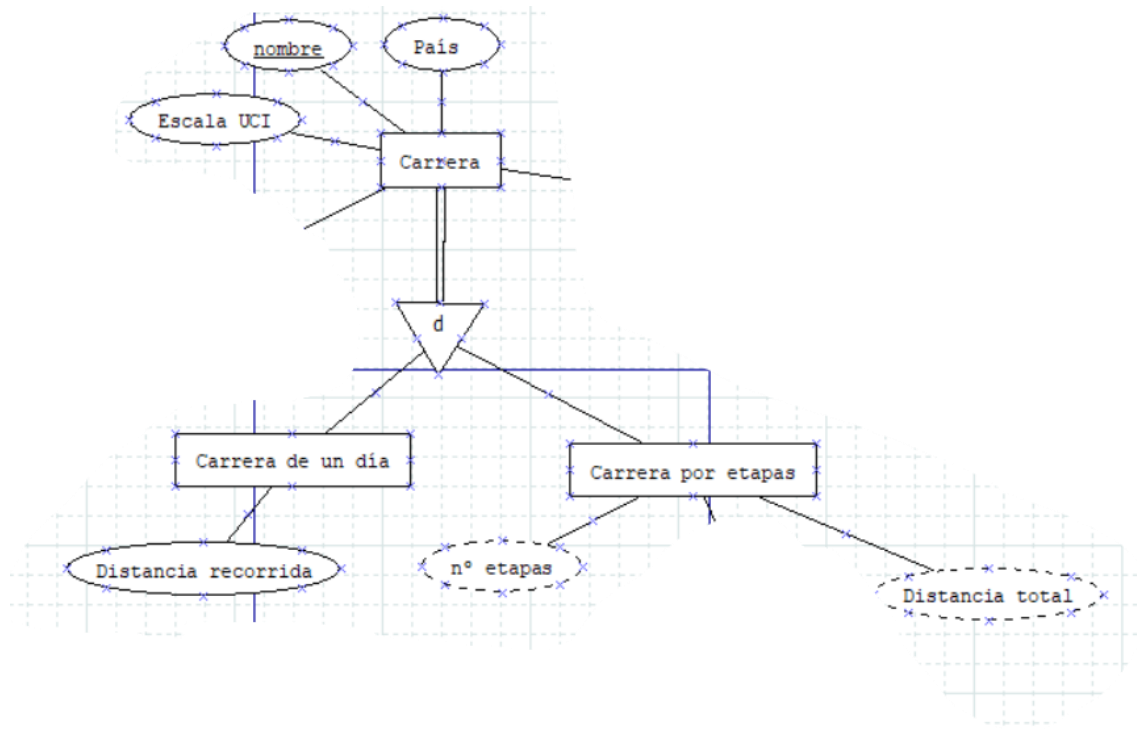 nombre
País
Escala UCI
Carrera
d
Carrera de un día
Carrera por etapas
Distancia recorrida
nº etapas
Distancia total